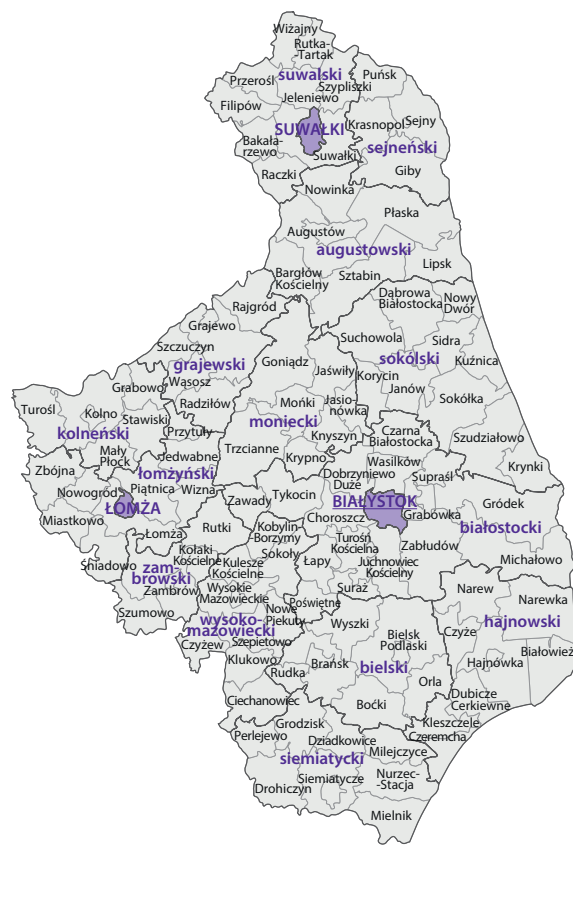 Wiżajny
Rutka-
-Tartak
suwalski
Puńsk
Przerośl
Szypliszki
Jeleniewo
Filipów
SUWAŁKI
Krasnopol
Sejny
Bakała-
rzewo
Suwałki
sejneński
Raczki
Giby
Nowinka
Płaska
Augustów
augustowski
Lipsk
Bargłów
Kościelny
Sztabin
Dąbrowa
Białostocka
Nowy
Dwór
Rajgród
Grajewo
Suchowola
Sidra
Szczuczyn
grajewski
Goniądz
sokólski
Kuźnica
Jaświły
Korycin
Grabowo
Wąsosz
Janów
Turośl
Kolno
Stawiski
Radziłów
Mońki
Jasio-
nówka
Sokółka
kolneński
Przytuły
moniecki
Knyszyn
Czarna
Białostocka
Szudziałowo
Mały
Płock
Jedwabne
Trzcianne
Krypno
Wasilków
Krynki
Zbójna
łomżyński
Dobrzyniewo
Duże
Supraśl
Nowogród
Piątnica
Wizna
Zawady
Tykocin
BIAŁYSTOK
Gródek
ŁOMŻA
Choroszcz
Grabówka
białostocki
Miastkowo
Łomża
Rutki
Kobylin
Borzymy
Turośń
Kościelna
Zabłudów
Kołaki
Kościelne
Kulesze
Kościelne
Sokoły
Łapy
Juchnowiec
Kościelny
Michałowo
Śniadowo
zam-
browski
Zambrów
Wysokie
Mazowieckie
Suraż
Narew
Poświętne
Narewka
Szumowo
Nowe
Piekuty
wysoko-
mazowiecki
Wyszki
hajnowski
Czyże
Czyżew
Szepietowo
Bielsk
Podlaski
Białowież
Klukowo
Brańsk
bielski
Hajnówka
Rudka
Orla
Ciechanowiec
Boćki
Dubicze
Cerkiewne
Grodzisk
Kleszczele
Perlejewo
Dziadkowice
Czeremcha
Milejczyce
siemiatycki
Siemiatycze
Nurzec-
-Stacja
Drohiczyn
Mielnik